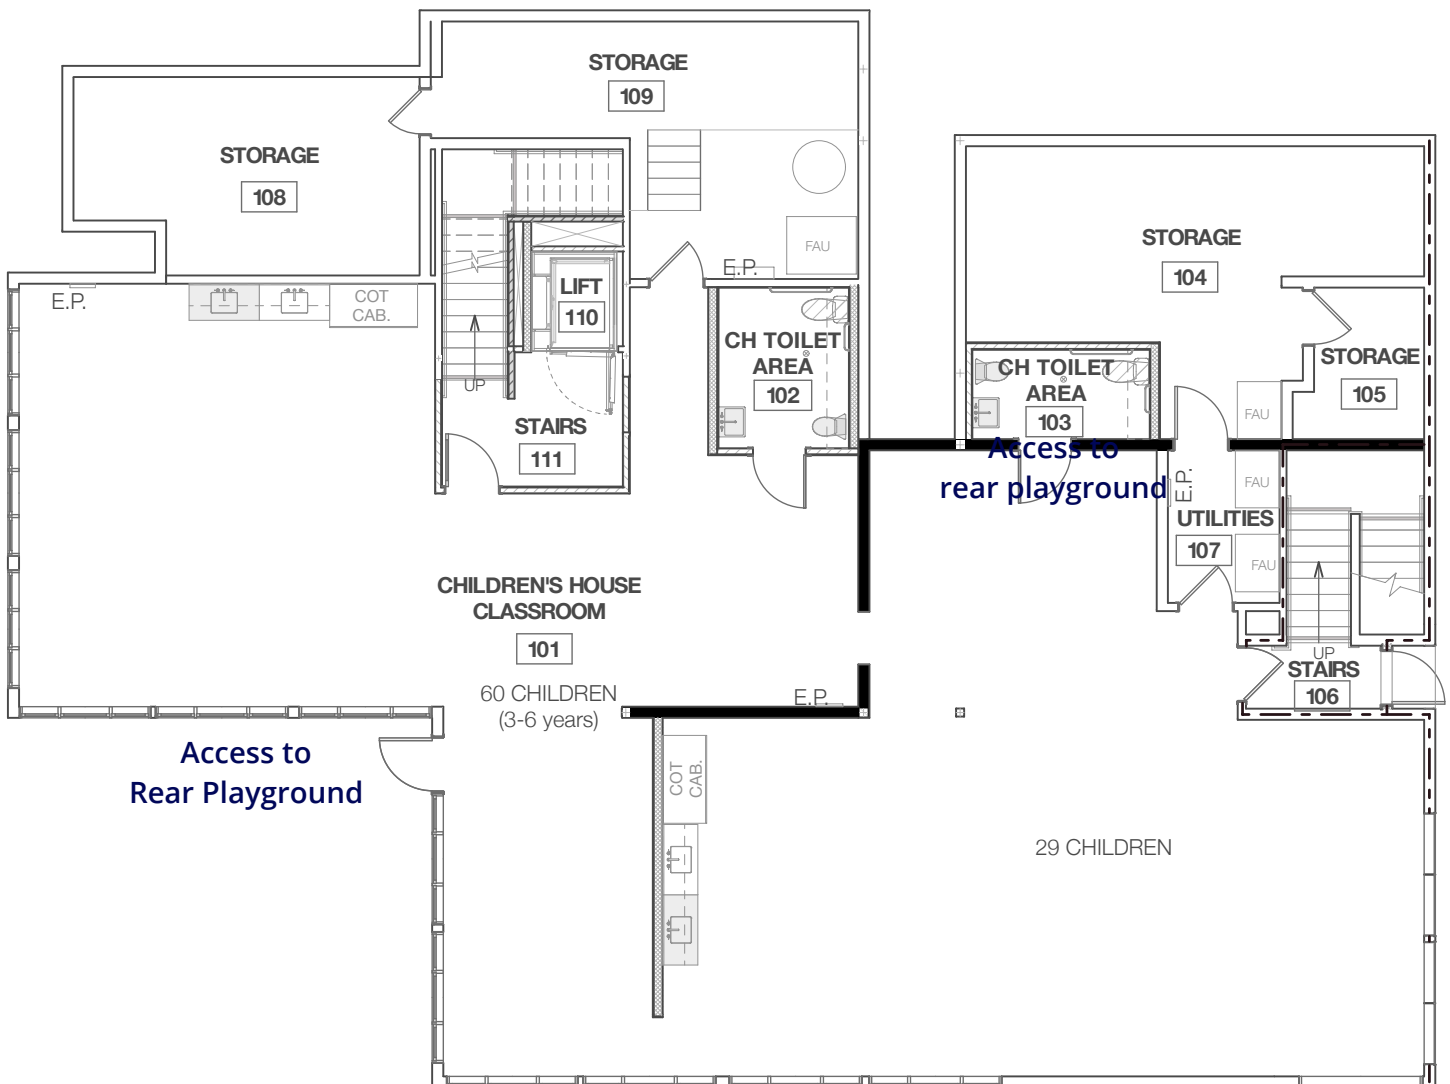 STORAGE
109
STORAGE
108
STORAGE
104
FAU
E.P.
E.P.
COT
CAB.
LIFT
110
CH TOILET
AREA
102
CH TOILET
AREA
103
STORAGE
105
FAU
UP
STAIRS
111
Access to
rear playground
E.P.
FAU
UTILITIES
107
FAU
CHILDREN'S HOUSE
CLASSROOM
101
60 CHILDREN
(3-6 years)
E.P.
UP
STAIRS
106
Access to
Rear Playground
COT
CAB.
29 CHILDREN